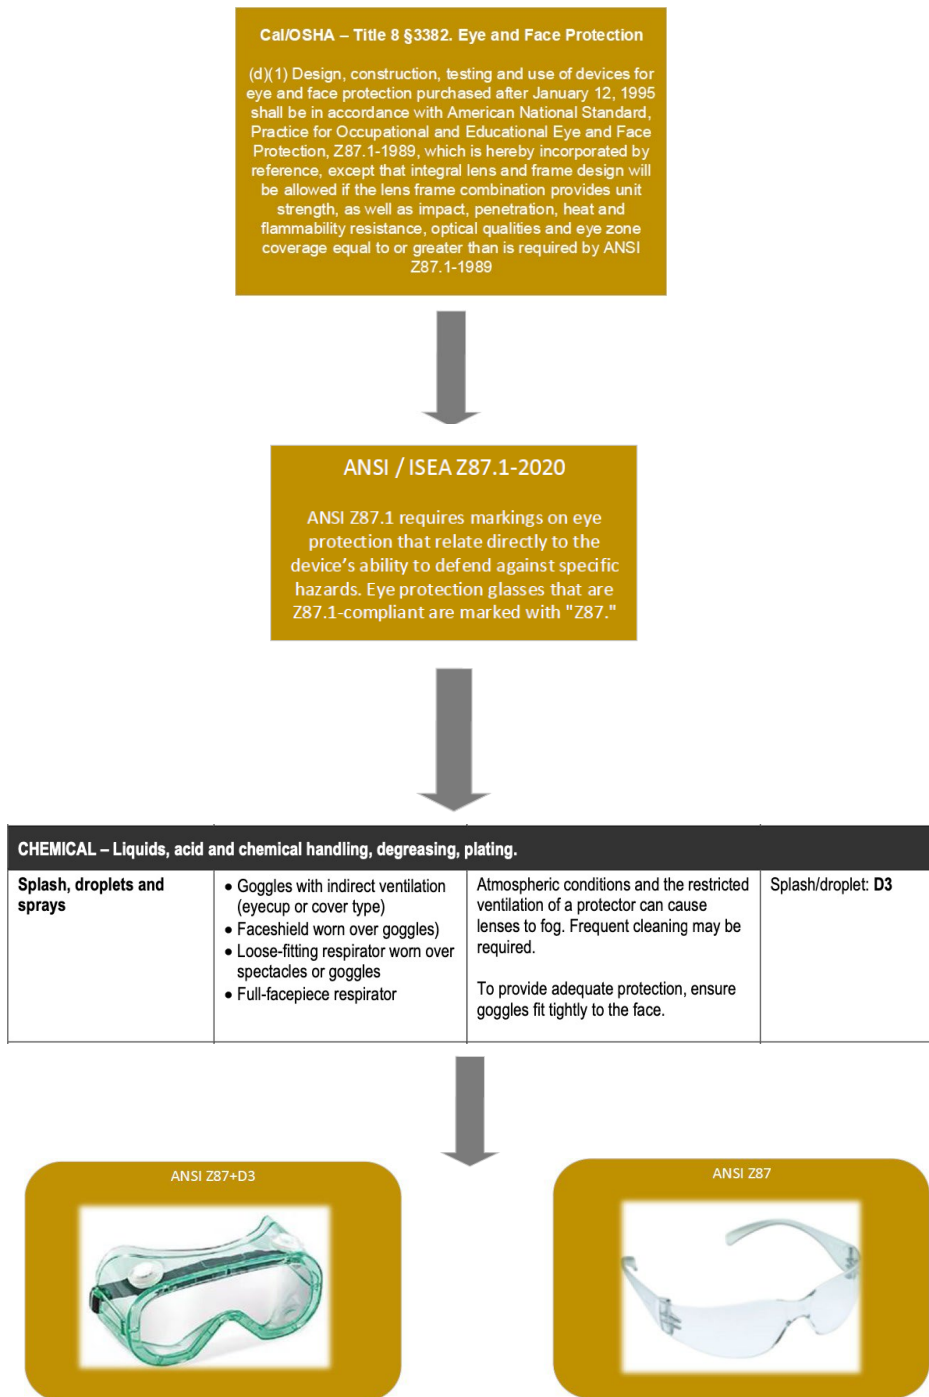 Cal/OSHA – Title 8 §3382. Eye and Face Protection
(d)(1) Design, construction, testing and use of devices for
eye and face protection purchased after January 12, 1995
shall be in accordance with American National Standard,
Practice for Occupational and Educational Eye and Face
Protection, Z87.1-1989, which is hereby incorporated by
reference, except that integral lens and frame design will
be allowed if the lens frame combination provides unit
strength, as well as impact, penetration, heat and
flammability resistance, optical qualities and eye zone
coverage equal to or greater than is required by ANSI
Z87.1-1989
ANSI / ISEA Z87.1-2020
ANSI Z87.1 requires markings on eye
protection that relate directly to the
device’s ability to defend against specific
hazards. Eye protection glasses that are
Z87.1-compliant are marked with "Z87."
CHEMICAL – Liquids, acid and chemical handling, degreasing, plating.
Splash, droplets and
sprays
• Goggles with indirect ventilation
(eyecup or cover type)
• Faceshield worn over goggles)
• Loose-fitting respirator worn over
spectacles or goggles
• Full-facepiece respirator
Atmospheric conditions and the restricted
ventilation of a protector can cause
lenses to fog. Frequent cleaning may be
required.
To provide adequate protection, ensure
goggles fit tightly to the face.
Splash/droplet: D3
ANSI Z87+D3
ANSI Z87